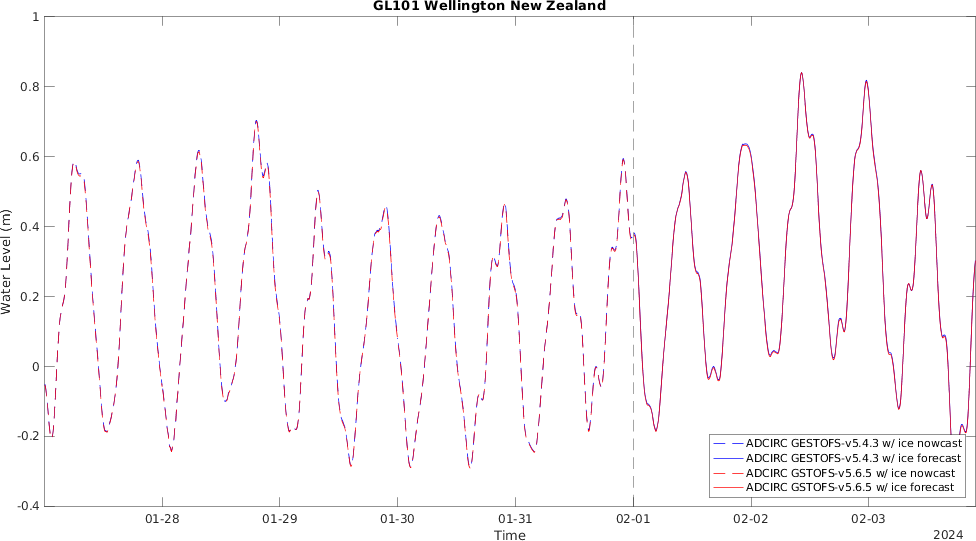 GL101 Wellington New Zealand
1
0.8
0.6
0.4
0.2
0
-0.2
-0.4
Water Level (m)
01-28 01-29 01-30 01-31 02-01 02-02 02-03
Time
2024
ADCIRC GESTOFS-v5.4.3 w/ ice nowcast
ADCIRC GESTOFS-v5.4.3 w/ ice forecast
ADCIRC GSTOFS-v5.6.5 w/ ice nowcast
ADCIRC GSTOFS-v5.6.5 w/ ice forecast